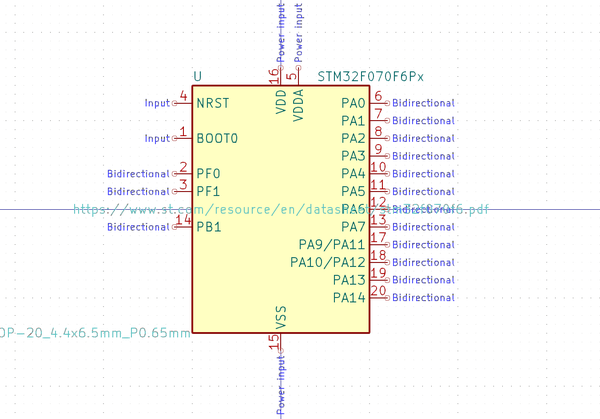 Power input
Power input
U
STM32F070F6Px
16
5
VDD
VDDA
Input
4
NRST
PA0
6
Bidirectional
PA1
7
Bidirectional
Input
1
BOOT0
PA2
8
Bidirectional
PA3
9
Bidirectional
Bidirectional
2
PF0
PA4
10
Bidirectional
Bidirectional
3
PF1
PA5
11
Bidirectional
PA6
12
Bidirectional
PA7
13
Bidirectional
Bidirectional
14
PB1
PA9/PA11
17
Bidirectional
PA10/PA12
18
Bidirectional
PA13
19
Bidirectional
PA14
20
Bidirectional
VSS
OP-20_4.4x6.5mm_P0.65mm
15
Power input